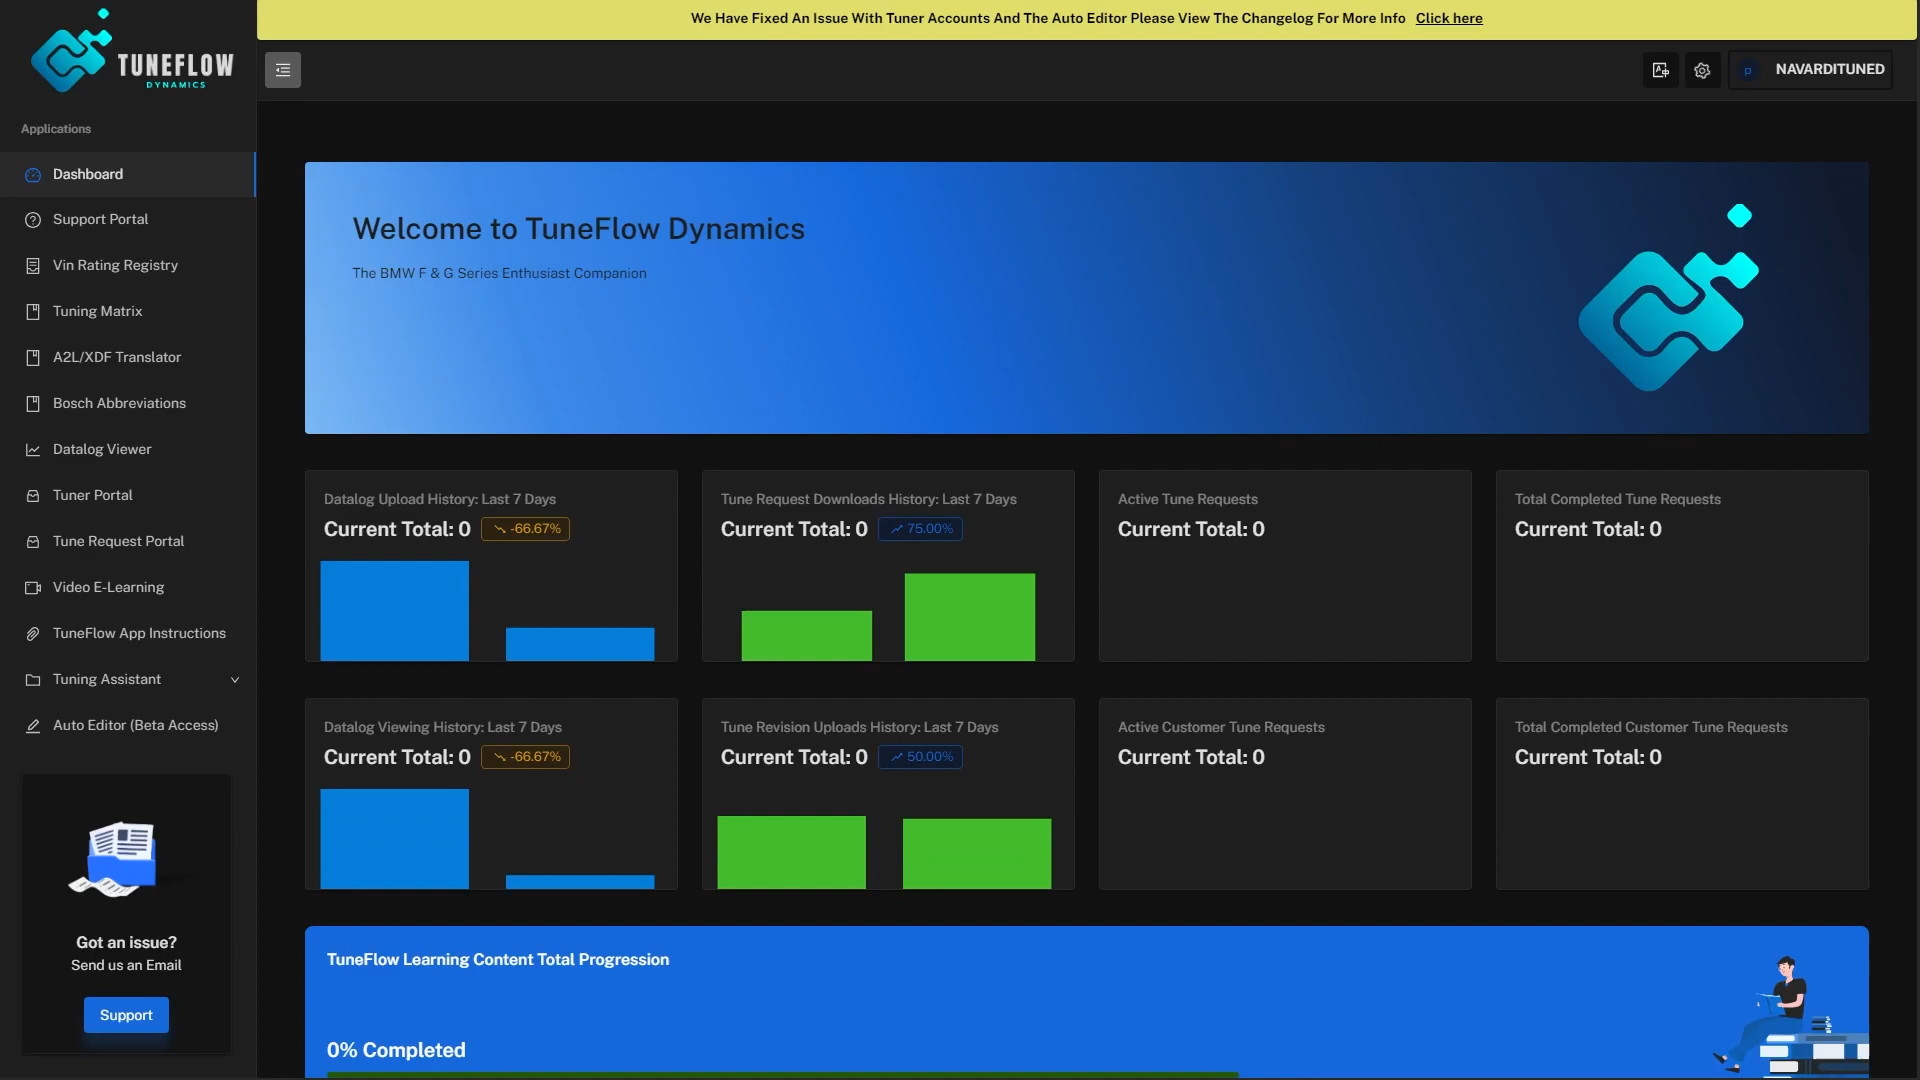 We Have Fixed An Issue With Tuner Accounts And The Auto Editor Please View The Changelog For More Info Click here
TUNEFLOW
DYNAMICS
p NAVARDITUNED
Applications
Dashboard
Support Portal
Vin Rating Registry
Tuning Matrix
A2L/XDF Translator
Bosch Abbreviations
Datalog Viewer
Tuner Portal
Tune Request Portal
Video E-Learning
TuneFlow App Instructions
Tuning Assistant
Auto Editor (Beta Access)
Got an issue?
Send us an Email
Support
Welcome to TuneFlow Dynamics
The BMW F & G Series Enthusiast Companion
Datalog Upload History: Last 7 Days
Current Total: 0 -66.67%
Tune Request Downloads History: Last 7 Days
Current Total: 0 75.00%
Active Tune Requests
Current Total: 0
Total Completed Tune Requests
Current Total: 0
Datalog Viewing History: Last 7 Days
Current Total: 0 -66.67%
Tune Revision Uploads History: Last 7 Days
Current Total: 0 50.00%
Active Customer Tune Requests
Current Total: 0
Total Completed Customer Tune Requests
Current Total: 0
TuneFlow Learning Content Total Progression
0% Completed